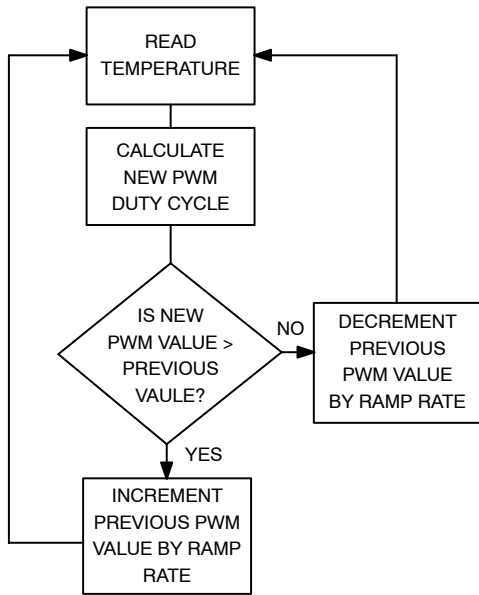 READ
TEMPERATURE
CALCULATE
NEW PWM
DUTY CYCLE
IS NEW
PWM VALUE >
PREVIOUS
VAULE?
NO
DECREMENT
PREVIOUS
PWM VALUE
BY RAMP RATE
YES
INCREMENT
PREVIOUS PWM
VALUE BY RAMP
RATE